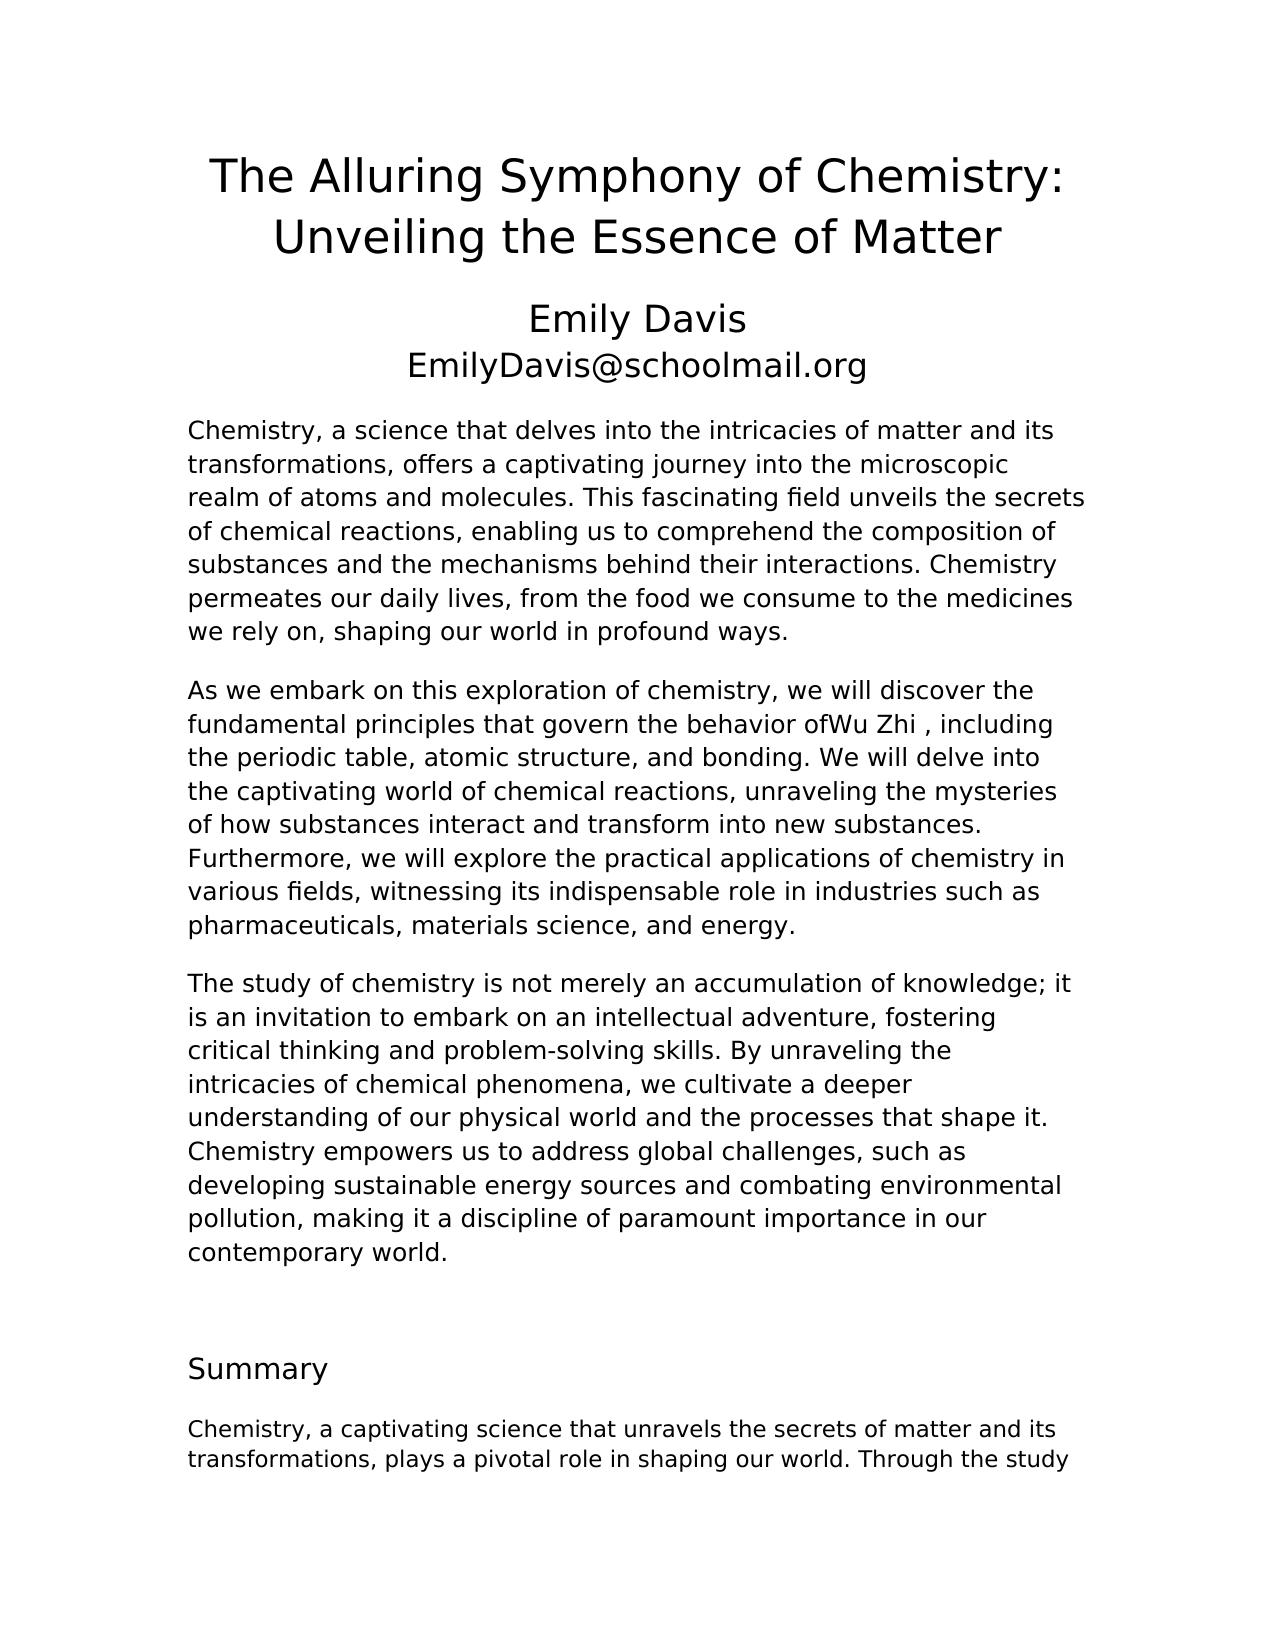 The Alluring Symphony of Chemistry:
Unveiling the Essence of Matter
Emily Davis
EmilyDavis@schoolmail.org
Chemistry, a science that delves into the intricacies of matter and its
transformations, offers a captivating journey into the microscopic
realm of atoms and molecules. This fascinating field unveils the secrets
of chemical reactions, enabling us to comprehend the composition of
substances and the mechanisms behind their interactions. Chemistry
permeates our daily lives, from the food we consume to the medicines
we rely on, shaping our world in profound ways.
As we embark on this exploration of chemistry, we will discover the
fundamental principles that govern the behavior ofWu Zhi , including
the periodic table, atomic structure, and bonding. We will delve into
the captivating world of chemical reactions, unraveling the mysteries
of how substances interact and transform into new substances.
Furthermore, we will explore the practical applications of chemistry in
various fields, witnessing its indispensable role in industries such as
pharmaceuticals, materials science, and energy.
The study of chemistry is not merely an accumulation of knowledge; it
is an invitation to embark on an intellectual adventure, fostering
critical thinking and problem-solving skills. By unraveling the
intricacies of chemical phenomena, we cultivate a deeper
understanding of our physical world and the processes that shape it.
Chemistry empowers us to address global challenges, such as
developing sustainable energy sources and combating environmental
pollution, making it a discipline of paramount importance in our
contemporary world.
Summary
Chemistry, a captivating science that unravels the secrets of matter and its
transformations, plays a pivotal role in shaping our world. Through the study